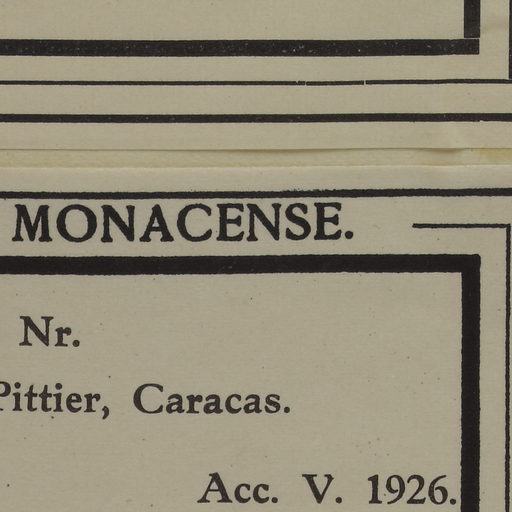 MONACENSE.
Nr.
Pittier, Caracas.
Acc. V. 1926.